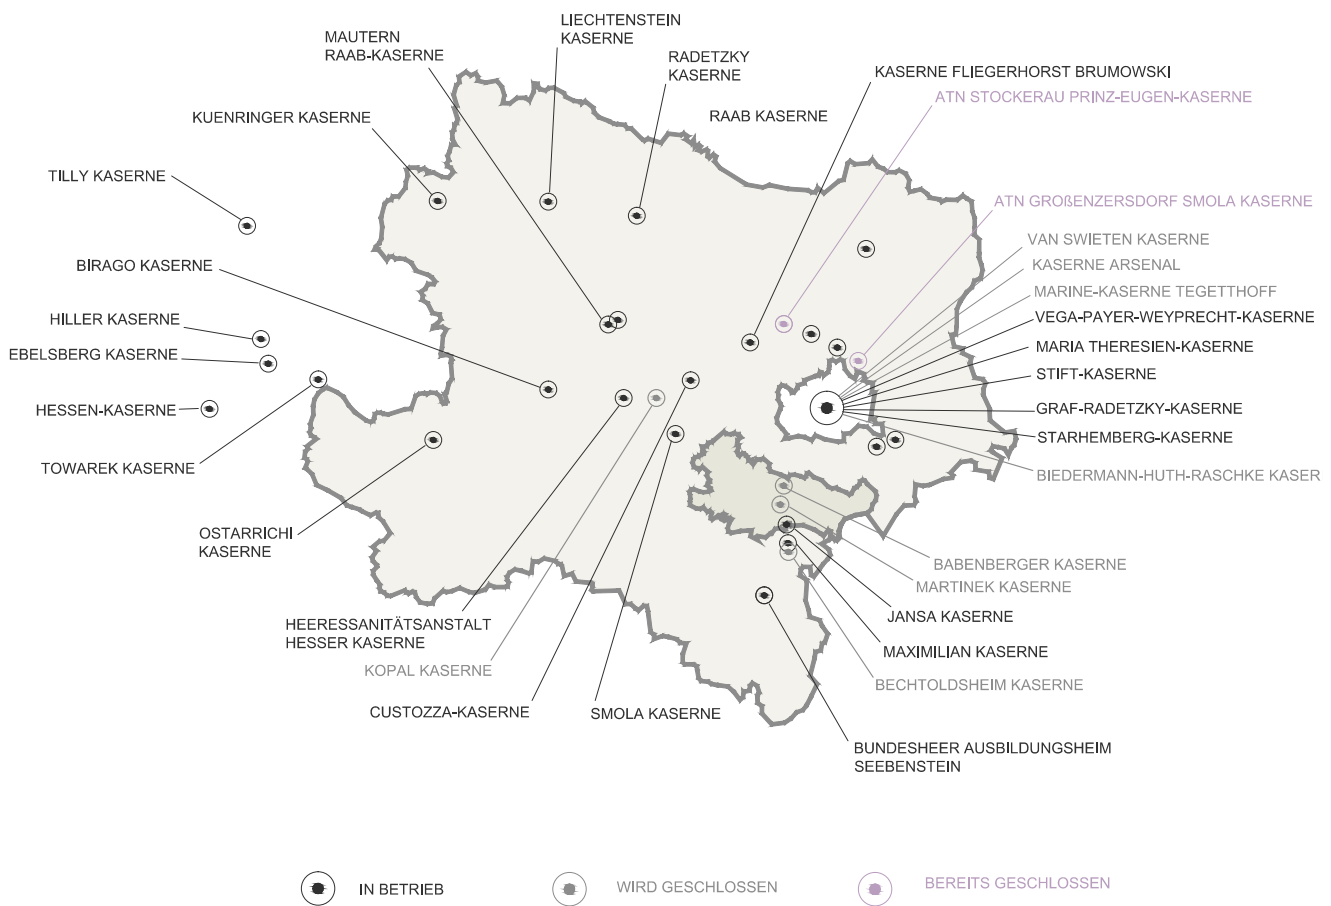 LIECHTENSTEIN
KASERNE
MAUTERN
RAAB-KASERNE
RADETZKY
KASERNE
KASERNE FLIEGERHORST BRUMOWSKI
ATN STOCKERAU PRINZ-EUGEN-KASERNE
KUENRINGER KASERNE
RAAB KASERNE
TILLY KASERNE
ATN GROßENZERSDORF SMOLA KASERNE
VAN SWIETEN KASERNE
BIRAGO KASERNE
KASERNE ARSENAL
MARINE-KASERNE TEGETTHOFF
HILLER KASERNE
VEGA-PAYER-WEYPRECHT-KASERNE
EBELSBERG KASERNE
MARIA THERESIEN-KASERNE
STIFT-KASERNE
HESSEN-KASERNE
GRAF-RADETZKY-KASERNE
STARHEMBERG-KASERNE
TOWAREK KASERNE
BIEDERMANN-HUTH-RASCHKE KASER
OSTARRICHI
KASERNE
BABENBERGER KASERNE
MARTINEK KASERNE
JANSA KASERNE
HEERESSANITÄTSANSTALT
HESSER KASERNE
MAXIMILIAN KASERNE
KOPAL KASERNE
BECHTOLDSHEIM KASERNE
CUSTOZZA-KASERNE
SMOLA KASERNE
BUNDESHEER AUSBILDUNGSHEIM
SEEBENSTEIN
IN BETRIEB
WIRD GESCHLOSSEN
BEREITS GESCHLOSSEN